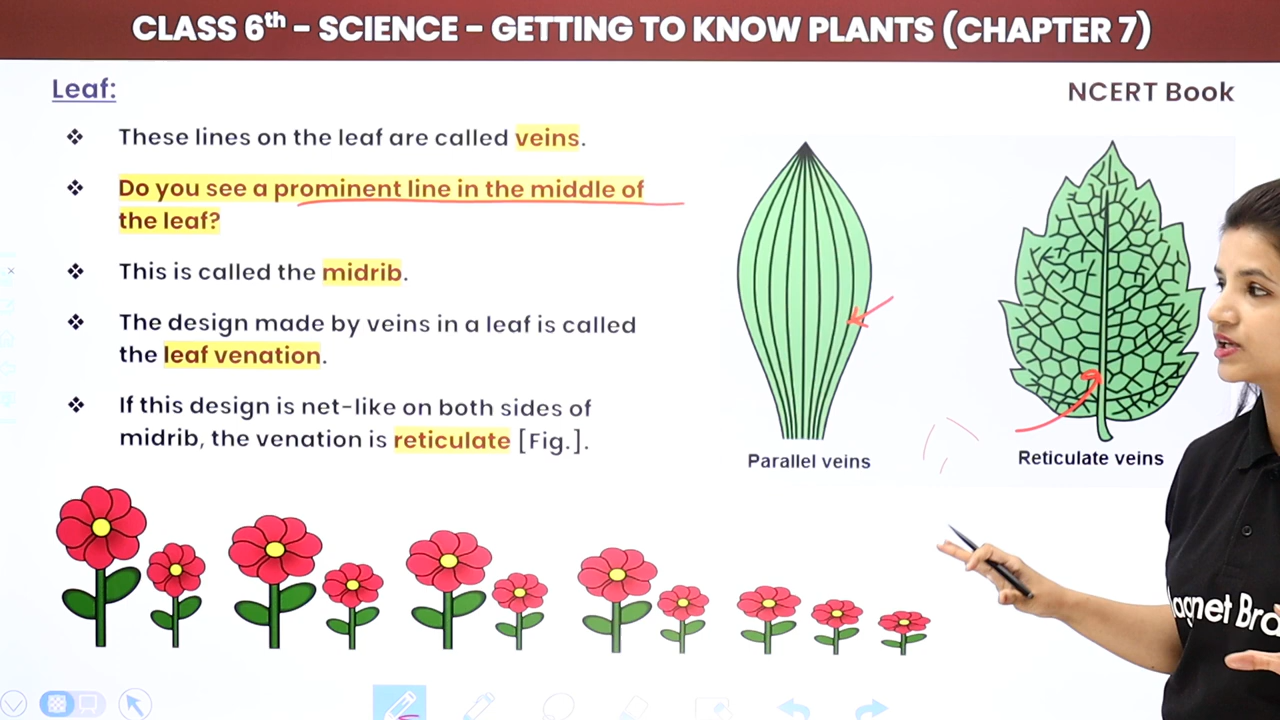 CLASS 6th – SCIENCE – GETTING TO KNOW PLANTS (CHAPTER 7)
Leaf:
NCERT Book
❖ These lines on the leaf are called veins.
❖ Do you see a prominent line in the middle of
the leaf?
❖ This is called the midrib.
❖ The design made by veins in a leaf is called
the leaf venation.
❖ If this design is net-like on both sides of
midrib, the venation is reticulate [Fig.].
Parallel veins
Reticulate veins